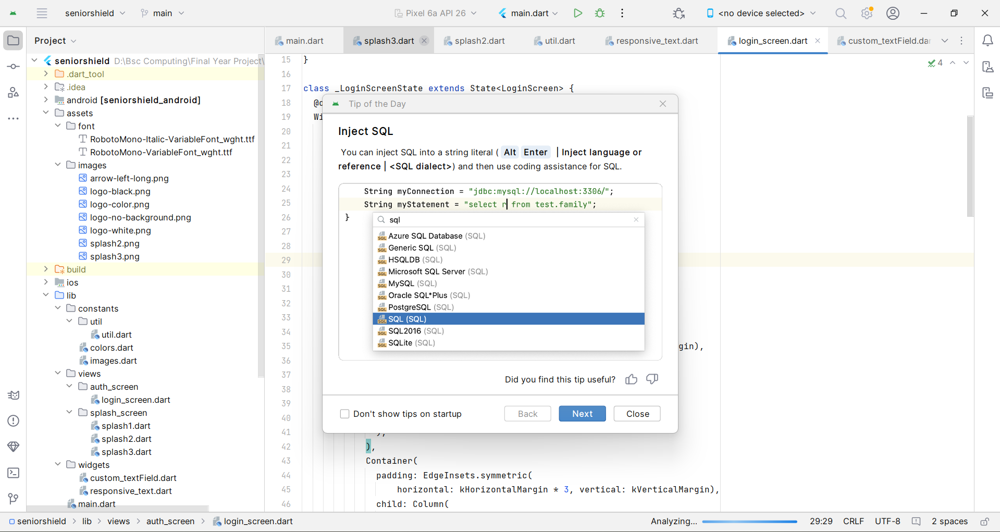 seniorshield
main
Pixel 6a API 26
main.dart
<no device selected>
Project
main.dart
splash3.dart
splash2.dart
util.dart
responsive_text.dart
login_screen.dart
custom_textField.dar
seniorshield D:\Bsc Computing\Final Year Project\
.dart_tool
.idea
android [seniorshield_android]
assets
font
RobotoMono-Italic-VariableFont_wght.ttf
RobotoMono-VariableFont_wght.ttf
images
arrow-left-long.png
logo-black.png
logo-color.png
logo-no-background.png
logo-white.png
splash2.png
splash3.png
build
ios
lib
constants
util
util.dart
colors.dart
images.dart
views
auth_screen
login_screen.dart
splash_screen
splash1.dart
splash2.dart
splash3.dart
widgets
custom_textField.dart
responsive_text.dart
main.dart
4
15 }
16
17 class _LoginScreenState extends State<LoginScreen> {
18 @o
19 Wi
20
21
22
23
24
25
26
27
28
29
30
31
32
33
34
35 gin),
36
37
38
39
40
41 ),
42 ),
43 Container(
44 padding: EdgeInsets.symmetric(
45 horizontal: kHorizontalMargin * 3, vertical: kVerticalMargin),
46 child: Column(
Tip of the Day
Inject SQL
You can inject SQL into a string literal ( Alt Enter | Inject language or
reference | <SQL dialect>) and then use coding assistance for SQL.
String myConnection = "jdbc:mysql://localhost:3306/";
String myStatement = "select r from test.family";
}
sql
Azure SQL Database (SQL)
Generic SQL (SQL)
HSQLDB (SQL)
Microsoft SQL Server (SQL)
MySQL (SQL)
Oracle SQL*Plus (SQL)
PostgreSQL (SQL)
SQL (SQL)
SQL2016 (SQL)
SQLite (SQL)
Did you find this tip useful?
Don't show tips on startup
Back
Next
Close
seniorshield > lib > views > auth_screen > login_screen.dart
Analyzing...
29:29
CRLF
UTF-8
2 spaces